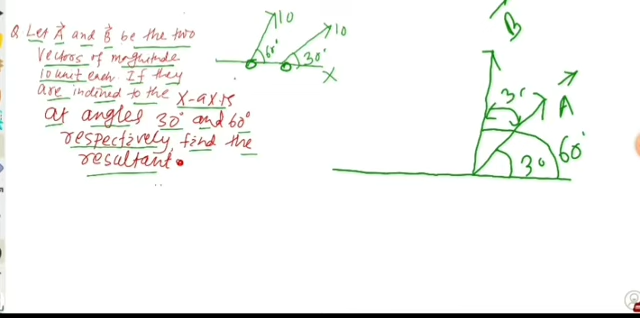 Q. Let A and B be the two
Vectors of magnitude
10 unit each. If they
are inclined to the X-axis
at angles 30° and 60°
respectively, find the
resultant.
10
60°
10
30°
X
B
3°
A
30
60°